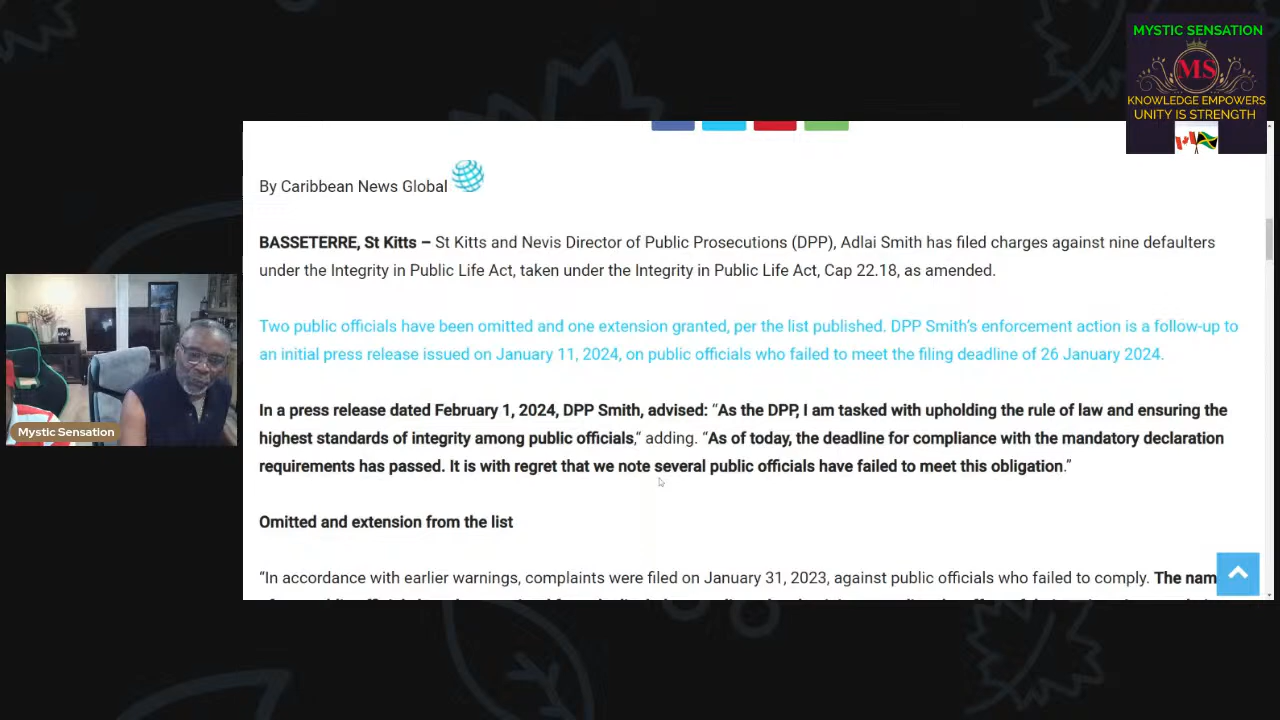 MYSTIC SENSATION
MS
KNOWLEDGE EMPOWERS
UNITY IS STRENGTH
By Caribbean News Global
BASSETERRE, St Kitts – St Kitts and Nevis Director of Public Prosecutions (DPP), Adlai Smith has filed charges against nine defaulters
under the Integrity in Public Life Act, taken under the Integrity in Public Life Act, Cap 22.18, as amended.
Two public officials have been omitted and one extension granted, per the list published. DPP Smith’s enforcement action is a follow-up to
an initial press release issued on January 11, 2024, on public officials who failed to meet the filing deadline of 26 January 2024.
In a press release dated February 1, 2024, DPP Smith, advised: “As the DPP, I am tasked with upholding the rule of law and ensuring the
highest standards of integrity among public officials,“ adding. “As of today, the deadline for compliance with the mandatory declaration
requirements has passed. It is with regret that we note several public officials have failed to meet this obligation.”
Omitted and extension from the list
“In accordance with earlier warnings, complaints were filed on January 31, 2023, against public officials who failed to comply. The nam
Mystic Sensation